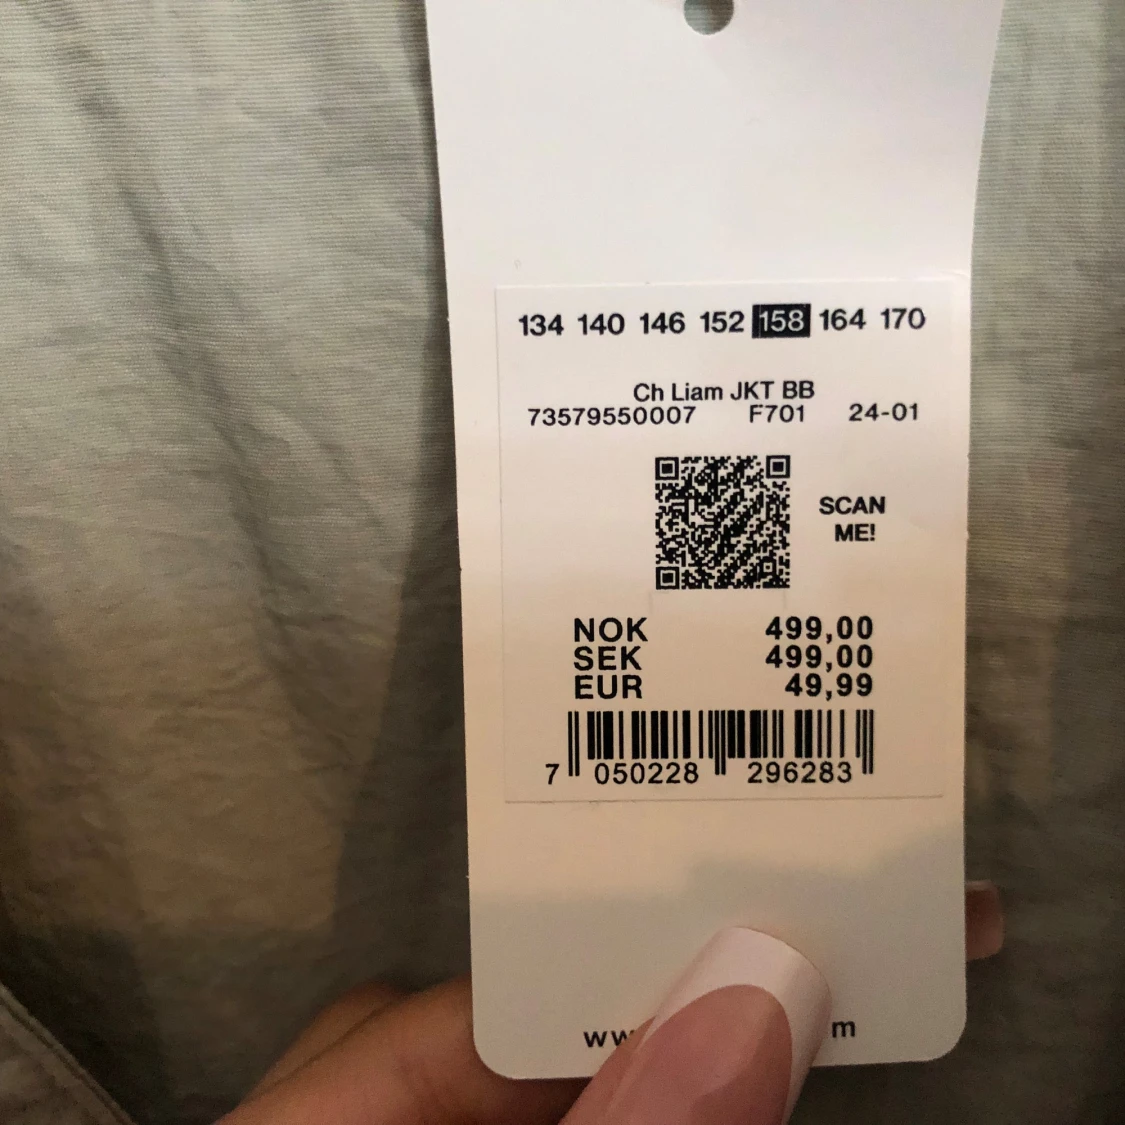 134 140 146 152 158 164 170
Ch Liam JKT BB
73579550007 F701 24-01
SCAN
ME!
NOK 499,00
SEK 499,00
EUR 49,99
7 050228 296283